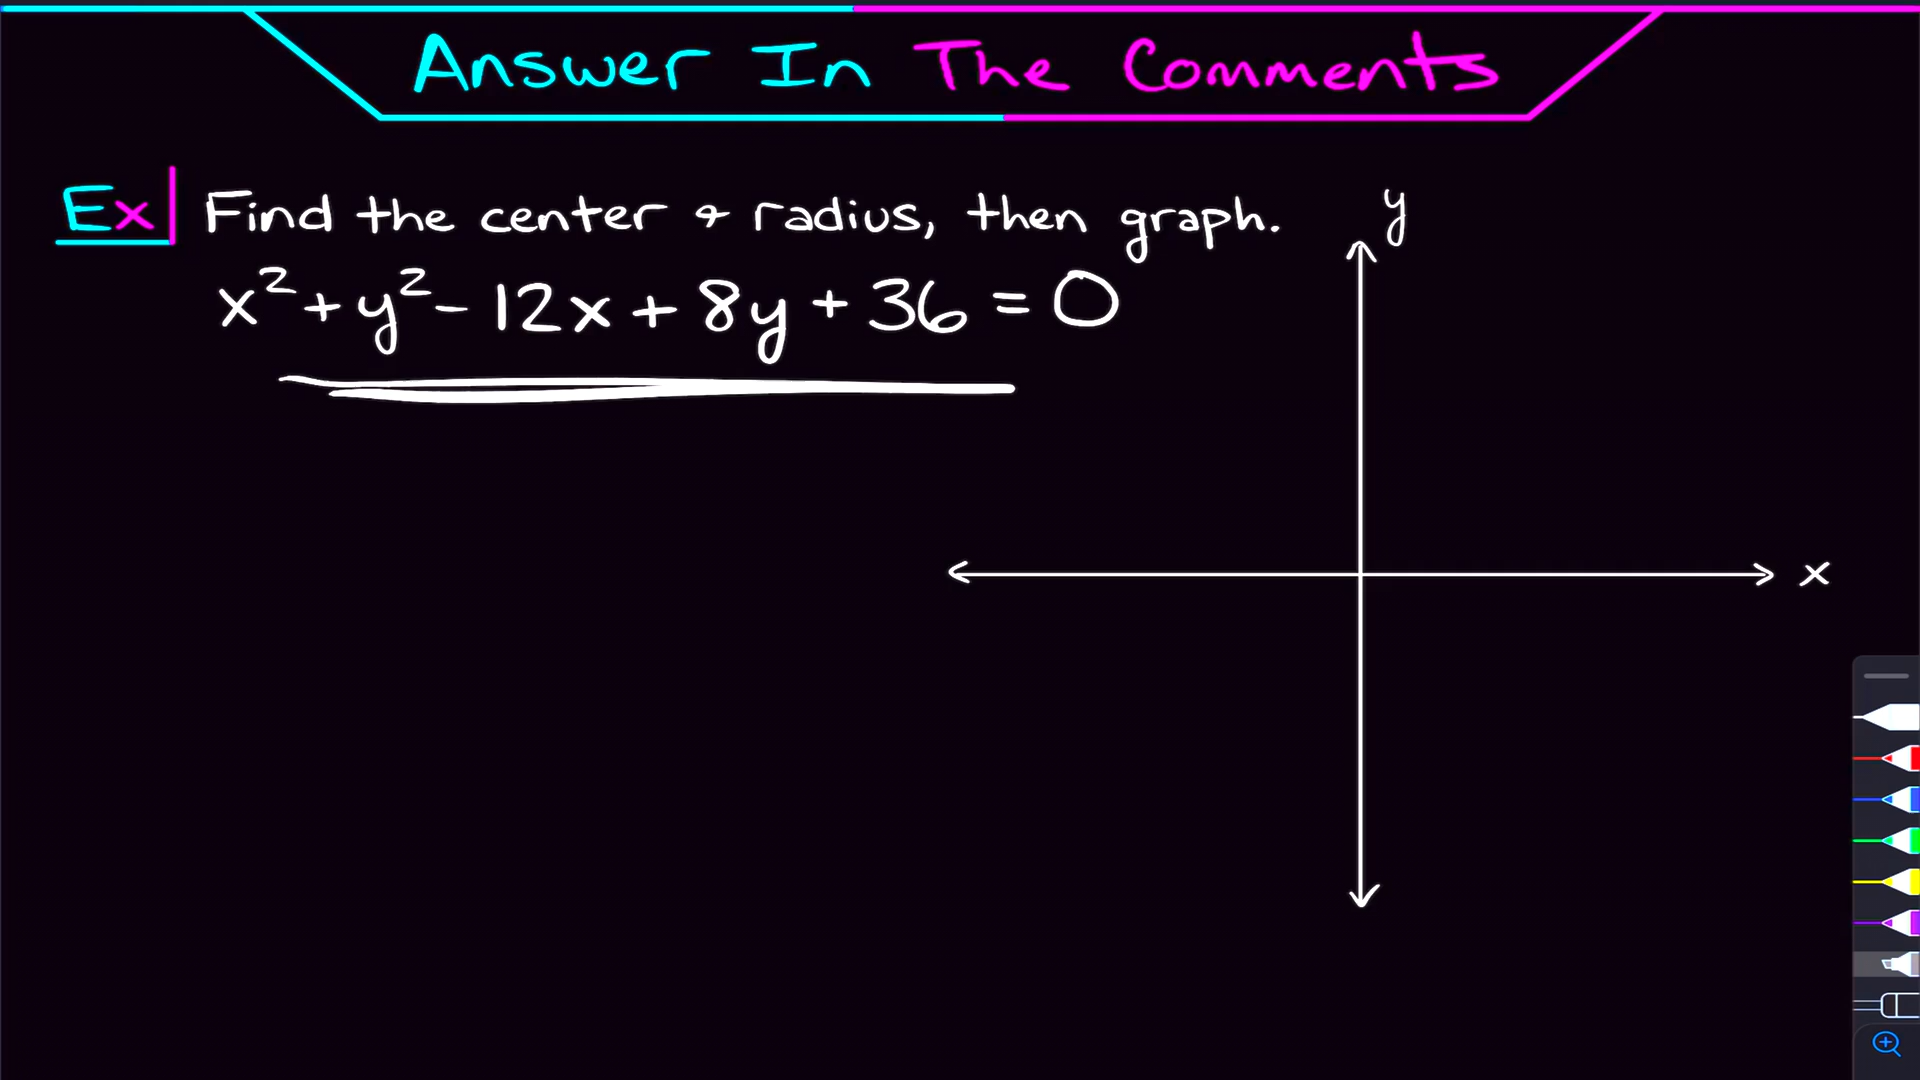 Answer In The Comments
Ex Find the center & radius, then graph.
x² + y² - 12x + 8y + 36 = 0
y
x